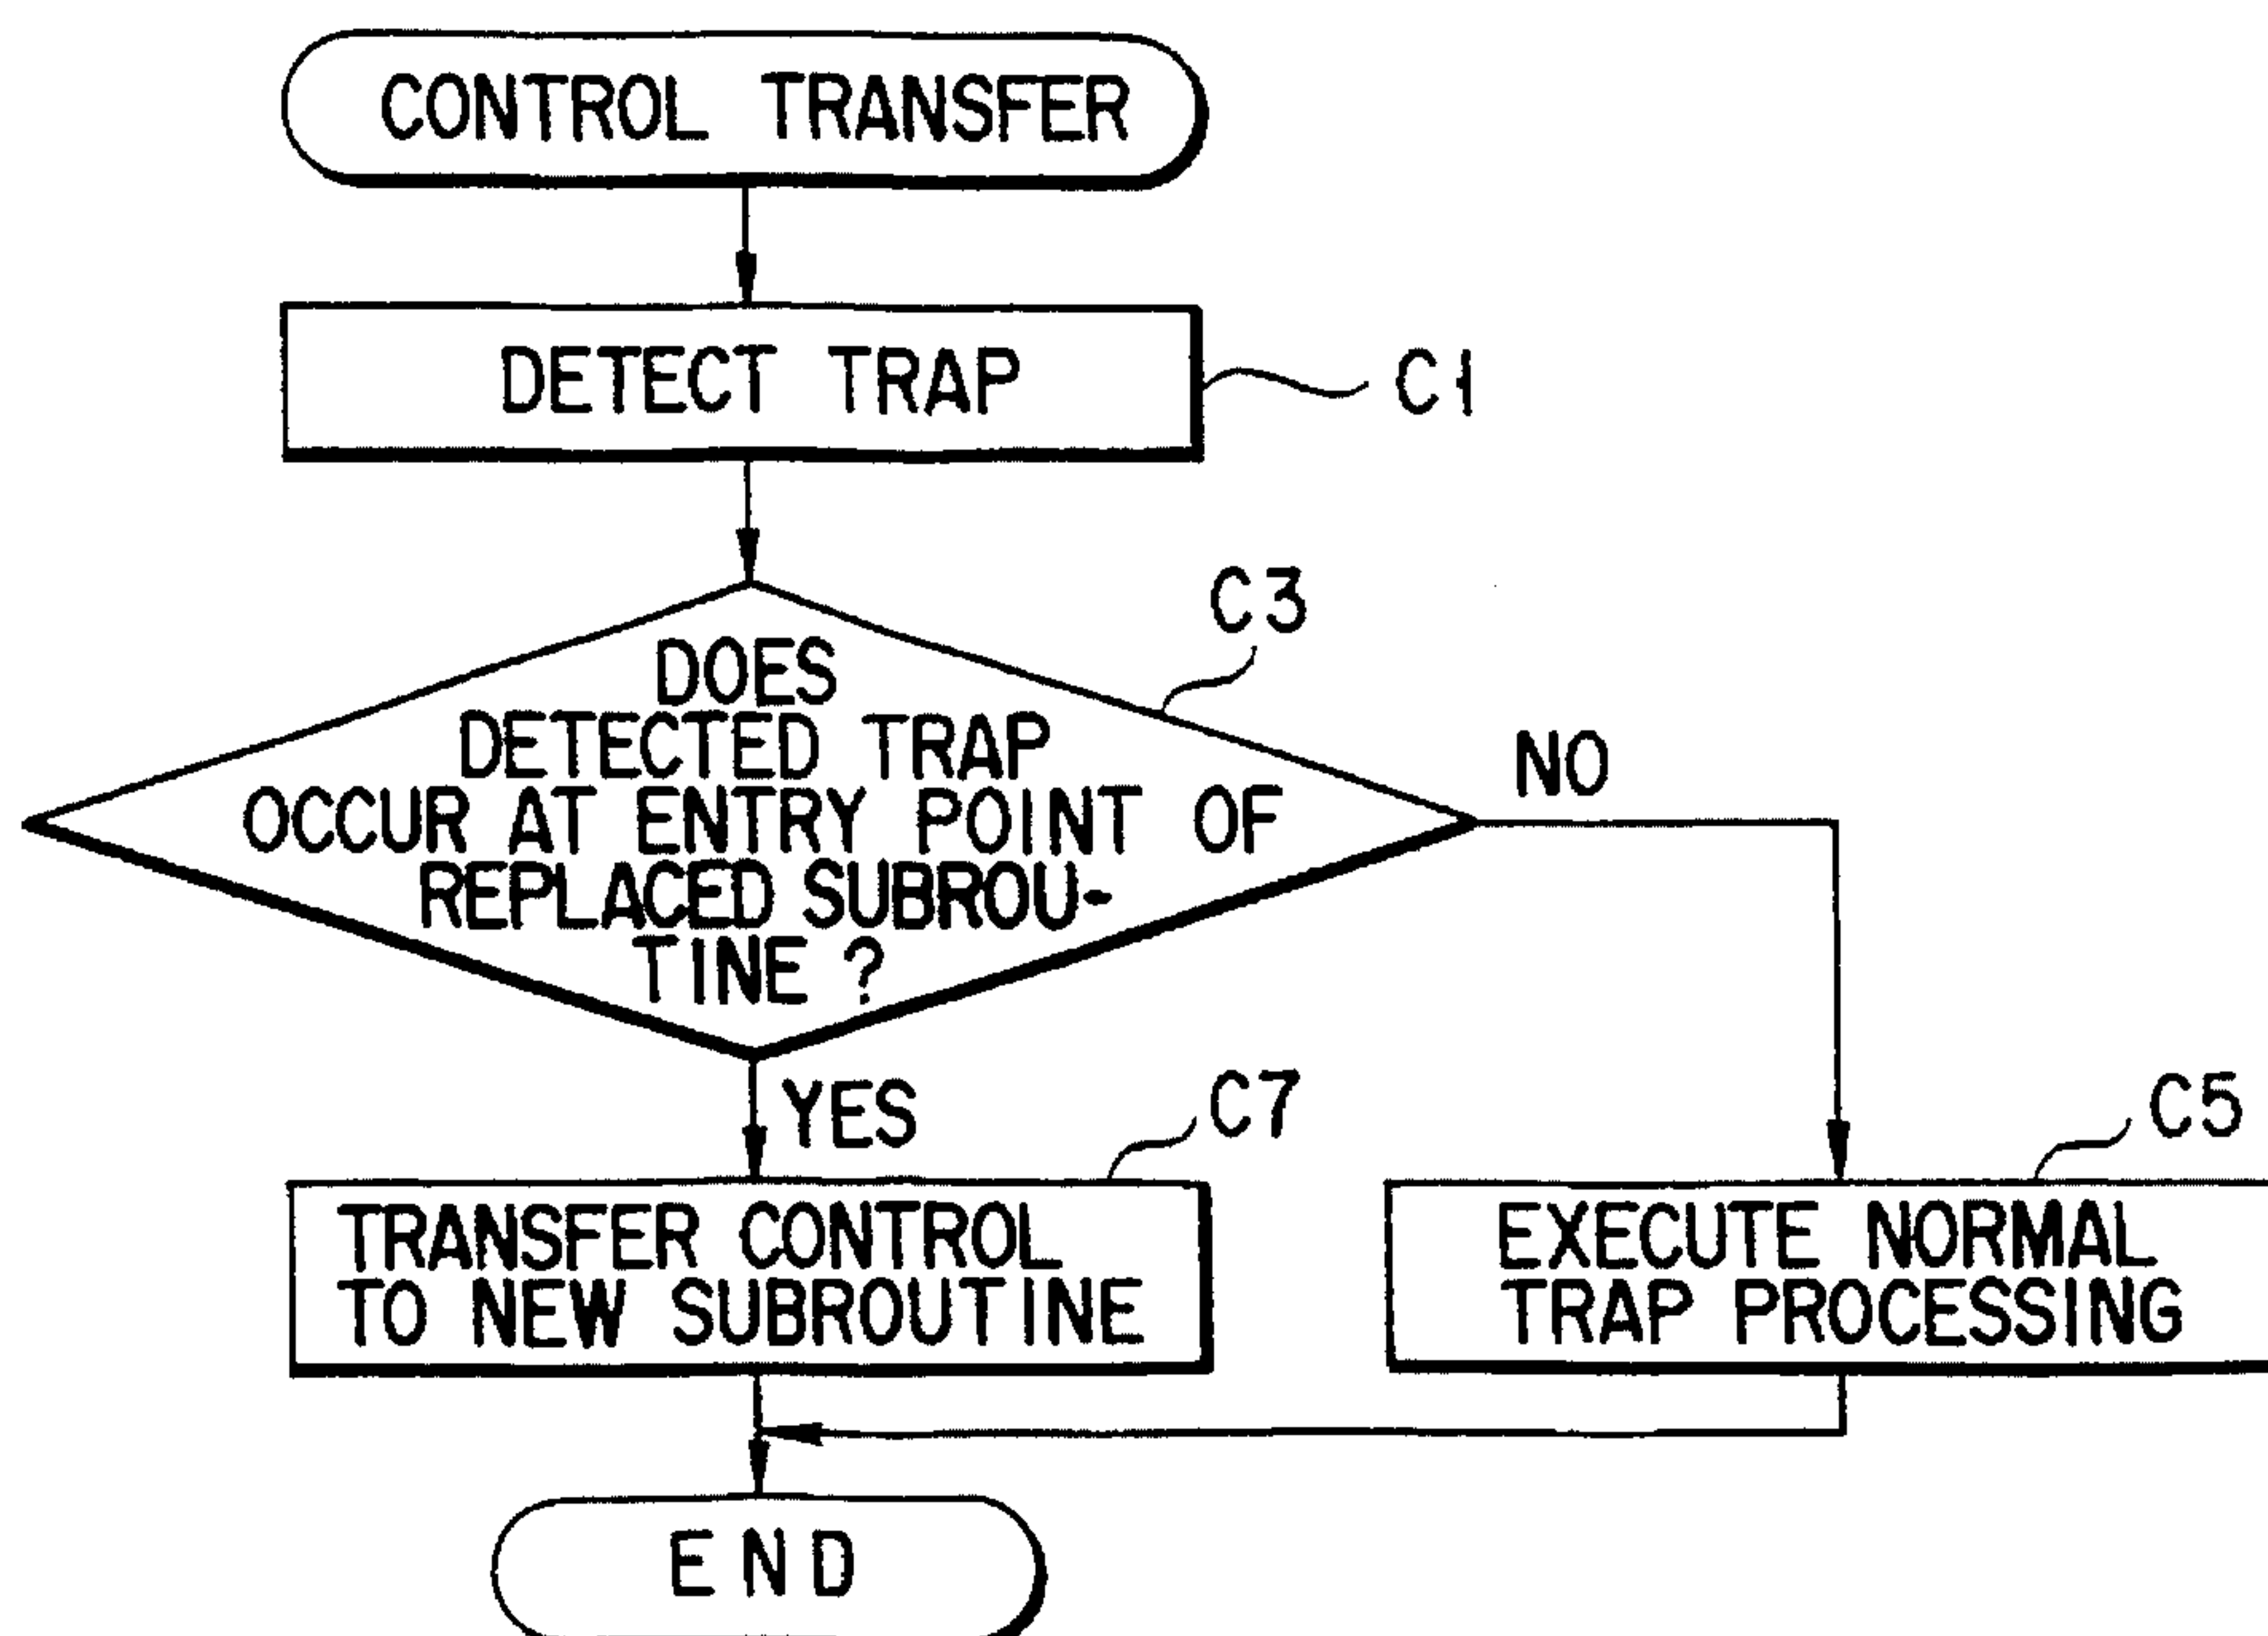 CONTROL TRANSFER
DETECT TRAP
C1
C3
DOES
DETECTED TRAP
OCCUR AT ENTRY POINT OF
REPLACED SUBROU-
TINE ?
NO
YES
C7
C5
TRANSFER CONTROL
TO NEW SUBROUTINE
EXECUTE NORMAL
TRAP PROCESSING
END